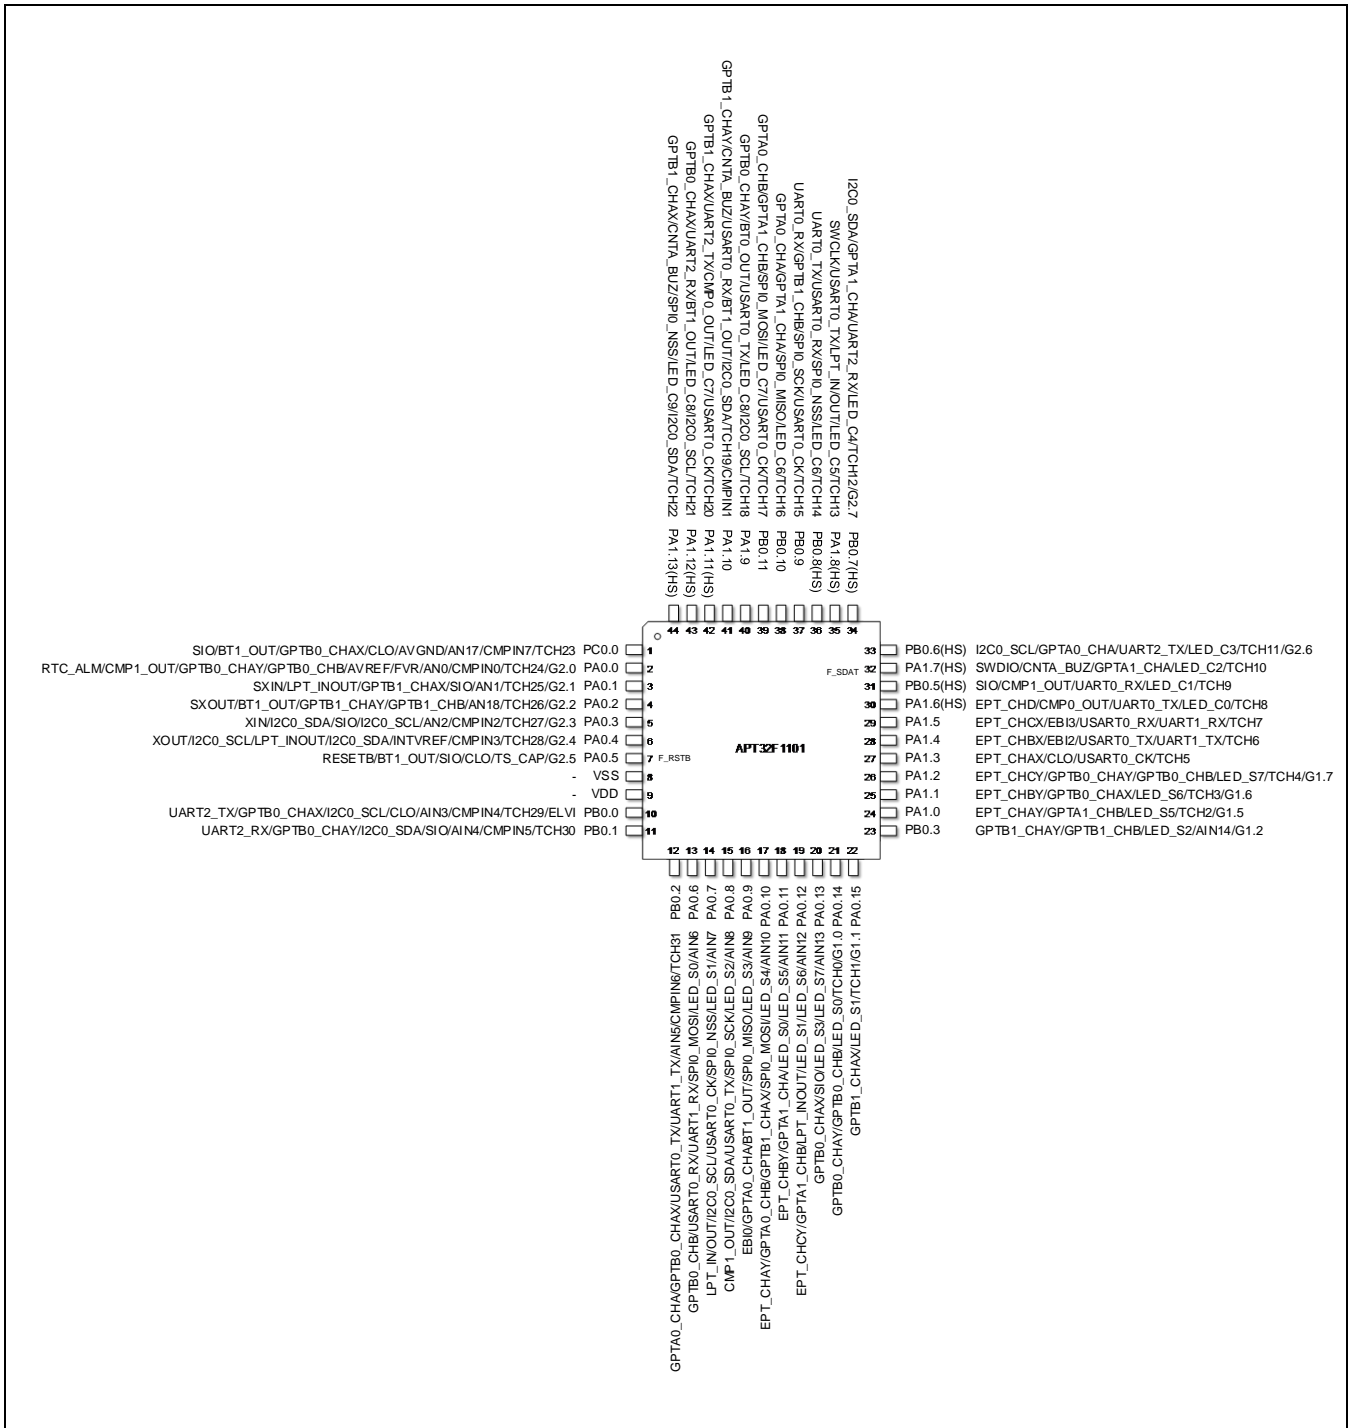 GPTB1_CHAX/CNTA_BUZ/SPI0_NSS/LED_C9/I2C0_SDA/TCH22 PA1.13(HS)
GPTB0_CHAX/UART2_RX/BT1_OUT/LED_C8/I2C0_SCL/TCH21 PA1.12(HS)
GPTB1_CHAX/UART2_TX/CMP0_OUT/LED_C7/USART0_CK/TCH20 PA1.11(HS)
GPTB1_CHAY/CNTA_BUZ/USART0_RX/BT1_OUT/I2C0_SDA/TCH19/CMPIN1 PA1.10
GPTB0_CHAY/BT0_OUT/USART0_TX/LED_C8/I2C0_SCL/TCH18 PA1.9
GPTA0_CHB/GPTA1_CHB/SPI0_MOSI/LED_C7/USART0_CK/TCH17 PB0.11
GPTA0_CHA/GPTA1_CHA/SPI0_MISO/LED_C6/TCH16 PB0.10
UART0_RX/GPTB1_CHB/SPI0_SCK/USART0_CK/TCH15 PB0.9
UART0_TX/USART0_RX/SPI0_NSS/LED_C6/TCH14 PB0.8(HS)
SWCLK/USART0_TX/LPT_IN/OUT/LED_C5/TCH13 PA1.8(HS)
I2C0_SDA/GPTA1_CHA/UART2_RX/LED_C4/TCH12/G2.7 PB0.7(HS)
44 43 42 41 40 39 38 37 36 35 34
SIO/BT1_OUT/GPTB0_CHAX/CLO/AVGND/AN17/CMPIN7/TCH23 PC0.0 1
RTC_ALM/CMP1_OUT/GPTB0_CHAY/GPTB0_CHB/AVREF/FVR/AN0/CMPIN0/TCH24/G2.0 PA0.0 2
SXIN/LPT_INOUT/GPTB1_CHAX/SIO/AN1/TCH25/G2.1 PA0.1 3
SXOUT/BT1_OUT/GPTB1_CHAY/GPTB1_CHB/AN18/TCH26/G2.2 PA0.2 4
XIN/I2C0_SDA/SIO/I2C0_SCL/AN2/CMPIN2/TCH27/G2.3 PA0.3 5
XOUT/I2C0_SCL/LPT_INOUT/I2C0_SDA/INTVREF/CMPIN3/TCH28/G2.4 PA0.4 6
RESETB/BT1_OUT/SIO/CLO/TS_CAP/G2.5 PA0.5 7 F_RSTB
- VSS 8
- VDD 9
UART2_TX/GPTB0_CHAX/I2C0_SCL/CLO/AIN3/CMPIN4/TCH29/ELVI PB0.0 10
UART2_RX/GPTB0_CHAY/I2C0_SDA/SIO/AIN4/CMPIN5/TCH30 PB0.1 11
APT32F1101
33 PB0.6(HS) I2C0_SCL/GPTA0_CHA/UART2_TX/LED_C3/TCH11/G2.6
F_SDAT 32 PA1.7(HS) SWDIO/CNTA_BUZ/GPTA1_CHA/LED_C2/TCH10
31 PB0.5(HS) SIO/CMP1_OUT/UART0_RX/LED_C1/TCH9
30 PA1.6(HS) EPT_CHD/CMP0_OUT/UART0_TX/LED_C0/TCH8
29 PA1.5 EPT_CHCX/EBI3/USART0_RX/UART1_RX/TCH7
28 PA1.4 EPT_CHBX/EBI2/USART0_TX/UART1_TX/TCH6
27 PA1.3 EPT_CHAX/CLO/USART0_CK/TCH5
26 PA1.2 EPT_CHCY/GPTB0_CHAY/GPTB0_CHB/LED_S7/TCH4/G1.7
25 PA1.1 EPT_CHBY/GPTB0_CHAX/LED_S6/TCH3/G1.6
24 PA1.0 EPT_CHAY/GPTA1_CHB/LED_S5/TCH2/G1.5
23 PB0.3 GPTB1_CHAY/GPTB1_CHB/LED_S2/AIN14/G1.2
12 13 14 15 16 17 18 19 20 21 22
GPTA0_CHA/GPTB0_CHAX/USART0_TX/UART1_TX/AIN5/CMPIN6/TCH31 PB0.2
GPTB0_CHB/USART0_RX/UART1_RX/SPI0_MOSI/LED_S0/AIN6 PA0.6
LPT_IN/OUT/I2C0_SCL/USART0_CK/SPI0_NSS/LED_S1/AIN7 PA0.7
CMP1_OUT/I2C0_SDA/USART0_TX/SPI0_SCK/LED_S2/AIN8 PA0.8
EBI0/GPTA0_CHA/BT1_OUT/SPI0_MISO/LED_S3/AIN9 PA0.9
EPT_CHAY/GPTA0_CHB/GPTB1_CHAX/SPI0_MOSI/LED_S4/AIN10 PA0.10
EPT_CHBY/GPTA1_CHA/LED_S0/LED_S5/AIN11 PA0.11
EPT_CHCY/GPTA1_CHB/LPT_INOUT/LED_S1/LED_S6/AIN12 PA0.12
GPTB0_CHAX/SIO/LED_S3/LED_S7/AIN13 PA0.13
GPTB0_CHAY/GPTB0_CHB/LED_S0/TCH0/G1.0 PA0.14
GPTB1_CHAX/LED_S1/TCH1/G1.1 PA0.15